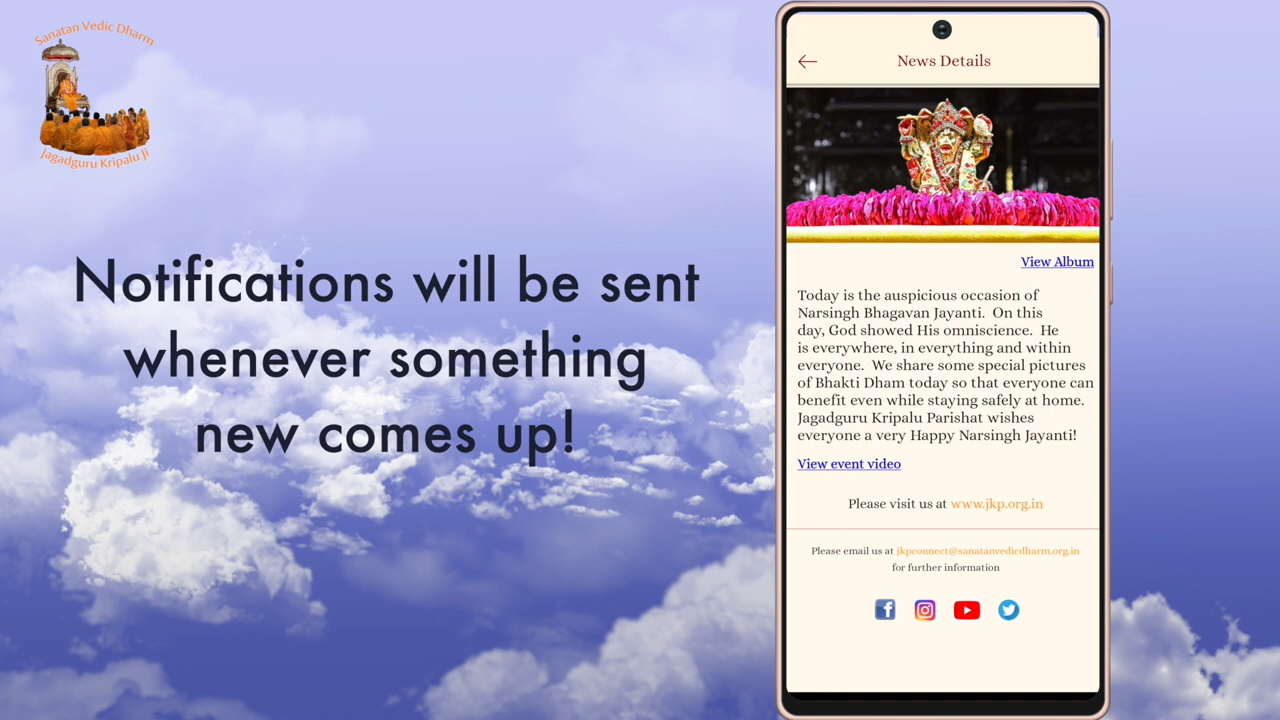 Sanatan Vedic Dharm
Jagadguru Kripalu Ji
Notifications will be sent
whenever something
new comes up!
News Details
View Album
Today is the auspicious occasion of
Narsingh Bhagavan Jayanti.  On this
day, God showed His omniscience.  He
is everywhere, in everything and within
everyone.  We share some special pictures
of Bhakti Dham today so that everyone can
benefit even while staying safely at home.
Jagadguru Kripalu Parishat wishes
everyone a very Happy Narsingh Jayanti!
View event video
Please visit us at www.jkp.org.in
Please email us at jkpconnect@sanatanvedicdharm.org.in
for further information